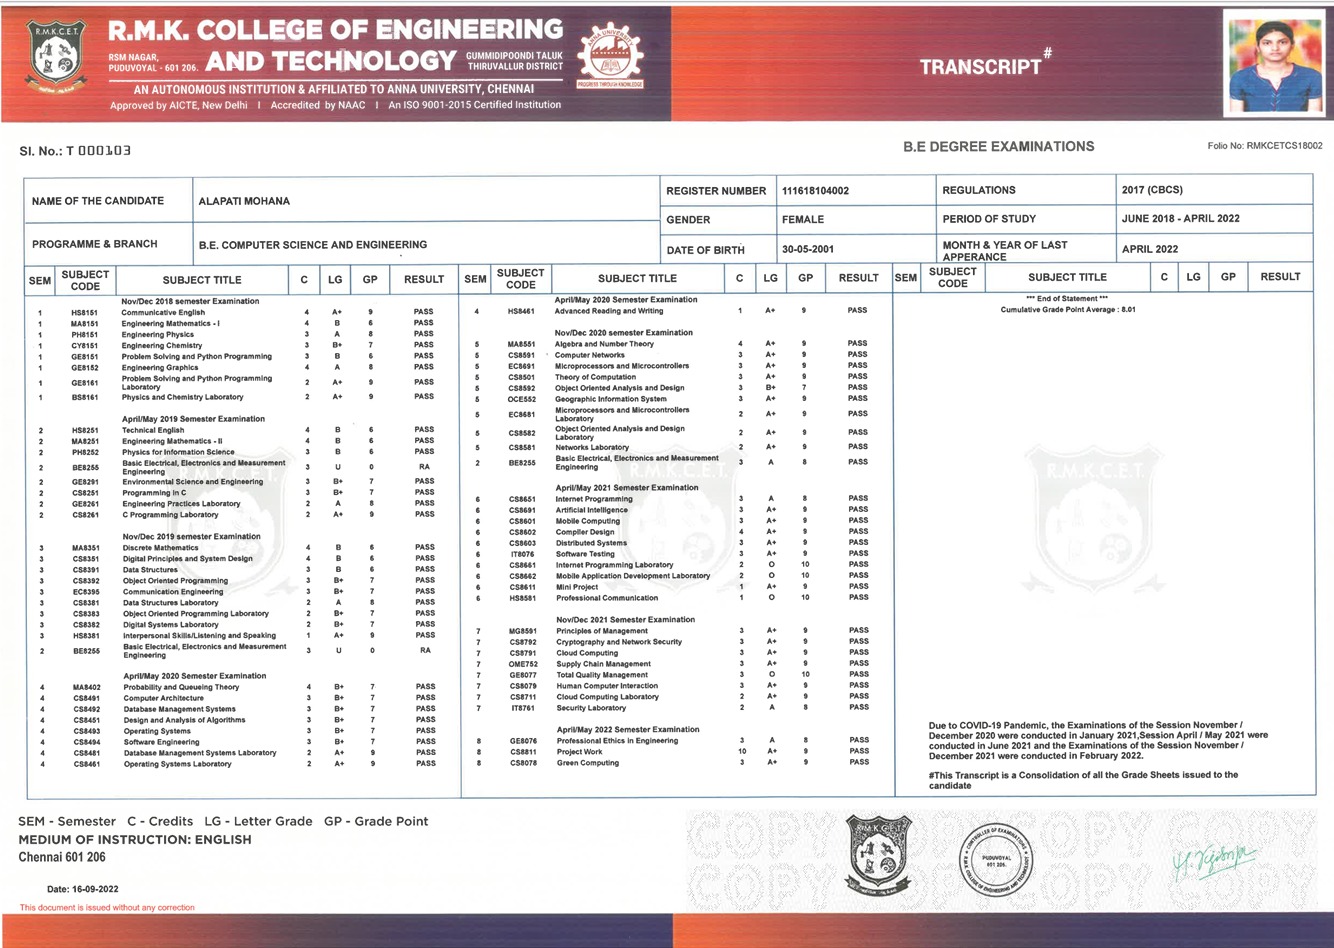 R.M.K.C.E.T.
R.M.K. COLLEGE OF ENGINEERING
RSM NAGAR,
PUDUVOYAL - 601 206.
AND TECHNOLOGY
GUMMIDIPOONDI TALUK
THIRUVALLUR DISTRICT
AN AUTONOMOUS INSTITUTION & AFFILIATED TO ANNA UNIVERSITY, CHENNAI
Approved by AICTE, New Delhi I Accredited by NAAC I An ISO 9001-2015 Certified Institution
ANNA UNIVERSITY
PROGRESS THROUGH KNOWLEDGE
TRANSCRIPT#
SI. No.: T 000103
B.E DEGREE EXAMINATIONS
Folio No: RMKCETCS18002
NAME OF THE CANDIDATE ALAPATI MOHANA
PROGRAMME & BRANCH B.E. COMPUTER SCIENCE AND ENGINEERING
REGISTER NUMBER 111618104002 REGULATIONS 2017 (CBCS)
GENDER FEMALE PERIOD OF STUDY JUNE 2018 - APRIL 2022
DATE OF BIRTH 30-05-2001 MONTH & YEAR OF LAST APPERANCE APRIL 2022
SEM SUBJECT CODE SUBJECT TITLE C LG GP RESULT
Nov/Dec 2018 semester Examination
1 HS8151 Communicative English 4 A+ 9 PASS
1 MA8151 Engineering Mathematics - I 4 B 6 PASS
1 PH8151 Engineering Physics 3 A 8 PASS
1 CY8151 Engineering Chemistry 3 B+ 7 PASS
1 GE8151 Problem Solving and Python Programming 3 B 6 PASS
1 GE8152 Engineering Graphics 4 A 8 PASS
1 GE8161 Problem Solving and Python Programming Laboratory 2 A+ 9 PASS
1 BS8161 Physics and Chemistry Laboratory 2 A+ 9 PASS
April/May 2019 Semester Examination
2 HS8251 Technical English 4 B 6 PASS
2 MA8251 Engineering Mathematics - II 4 B 6 PASS
2 PH8252 Physics for Information Science 3 B 6 PASS
2 BE8255 Basic Electrical, Electronics and Measurement Engineering 3 U 0 RA
2 GE8291 Environmental Science and Engineering 3 B+ 7 PASS
2 CS8251 Programming In C 3 B+ 7 PASS
2 GE8261 Engineering Practices Laboratory 2 A 8 PASS
2 CS8261 C Programming Laboratory 2 A+ 9 PASS
Nov/Dec 2019 semester Examination
3 MA8351 Discrete Mathematics 4 B 6 PASS
3 CS8351 Digital Principles and System Design 4 B 6 PASS
3 CS8391 Data Structures 3 B 6 PASS
3 CS8392 Object Oriented Programming 3 B+ 7 PASS
3 EC8395 Communication Engineering 3 B+ 7 PASS
3 CS8381 Data Structures Laboratory 2 A 8 PASS
3 CS8383 Object Oriented Programming Laboratory 2 B+ 7 PASS
3 CS8382 Digital Systems Laboratory 2 B+ 7 PASS
3 HS8381 Interpersonal Skills/Listening and Speaking 1 A+ 9 PASS
2 BE8255 Basic Electrical, Electronics and Measurement Engineering 3 U 0 RA
April/May 2020 Semester Examination
4 MA8402 Probability and Queueing Theory 4 B+ 7 PASS
4 CS8491 Computer Architecture 3 B+ 7 PASS
4 CS8492 Database Management Systems 3 B+ 7 PASS
4 CS8451 Design and Analysis of Algorithms 3 B+ 7 PASS
4 CS8493 Operating Systems 3 B+ 7 PASS
4 CS8494 Software Engineering 3 B+ 7 PASS
4 CS8481 Database Management Systems Laboratory 2 A+ 9 PASS
4 CS8461 Operating Systems Laboratory 2 A+ 9 PASS
SEM SUBJECT CODE SUBJECT TITLE C LG GP RESULT
April/May 2020 Semester Examination
4 HS8461 Advanced Reading and Writing 1 A+ 9 PASS
Nov/Dec 2020 semester Examination
5 MA8551 Algebra and Number Theory 4 A+ 9 PASS
5 CS8591 Computer Networks 3 A+ 9 PASS
5 EC8691 Microprocessors and Microcontrollers 3 A+ 9 PASS
5 CS8501 Theory of Computation 3 A+ 9 PASS
5 CS8592 Object Oriented Analysis and Design 3 B+ 7 PASS
5 OCE552 Geographic Information System 3 A+ 9 PASS
5 EC8681 Microprocessors and Microcontrollers Laboratory 2 A+ 9 PASS
5 CS8582 Object Oriented Analysis and Design Laboratory 2 A+ 9 PASS
5 CS8581 Networks Laboratory 2 A+ 9 PASS
2 BE8255 Basic Electrical, Electronics and Measurement Engineering 3 A 8 PASS
April/May 2021 Semester Examination
6 CS8651 Internet Programming 3 A 8 PASS
6 CS8691 Artificial Intelligence 3 A+ 9 PASS
6 CS8601 Mobile Computing 3 A+ 9 PASS
6 CS8602 Compiler Design 4 A+ 9 PASS
6 CS8603 Distributed Systems 3 A+ 9 PASS
6 IT8076 Software Testing 3 A+ 9 PASS
6 CS8661 Internet Programming Laboratory 2 O 10 PASS
6 CS8662 Mobile Application Development Laboratory 2 O 10 PASS
6 CS8611 Mini Project 1 A+ 9 PASS
6 HS8581 Professional Communication 1 O 10 PASS
Nov/Dec 2021 Semester Examination
7 MG8591 Principles of Management 3 A+ 9 PASS
7 CS8792 Cryptography and Network Security 3 A+ 9 PASS
7 CS8791 Cloud Computing 3 A+ 9 PASS
7 OME752 Supply Chain Management 3 A+ 9 PASS
7 GE8077 Total Quality Management 3 O 10 PASS
7 CS8079 Human Computer Interaction 3 A+ 9 PASS
7 CS8711 Cloud Computing Laboratory 2 A+ 9 PASS
7 IT8761 Security Laboratory 2 A 8 PASS
April/May 2022 Semester Examination
8 GE8076 Professional Ethics in Engineering 3 A 8 PASS
8 CS8811 Project Work 10 A+ 9 PASS
8 CS8078 Green Computing 3 A+ 9 PASS
SEM SUBJECT CODE SUBJECT TITLE C LG GP RESULT
*** End of Statement ***
Cumulative Grade Point Average : 8.01
R.M.K.C.E.T.
Due to COVID-19 Pandemic, the Examinations of the Session November /
December 2020 were conducted in January 2021,Session April / May 2021 were
conducted in June 2021 and the Examinations of the Session November /
December 2021 were conducted in February 2022.
#This Transcript is a Consolidation of all the Grade Sheets issued to the
candidate
SEM - Semester C - Credits LG - Letter Grade GP - Grade Point
MEDIUM OF INSTRUCTION: ENGLISH
Chennai 601 206
Date: 16-09-2022
This document is issued without any correction
COPY COPY COPY COPY
R.M.K.C.E.T.
CONTROLLER OF EXAMINATIONS
PUDUVOYAL
601 206.
R.M.K. COLLEGE OF ENGINEERING AND TECHNOLOGY